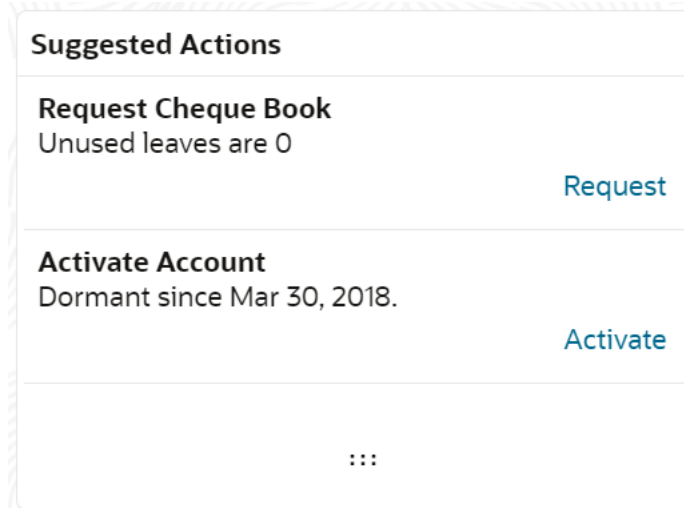 Suggested Actions
Request Cheque Book
Unused leaves are 0
Request
Activate Account
Dormant since Mar 30, 2018.
Activate